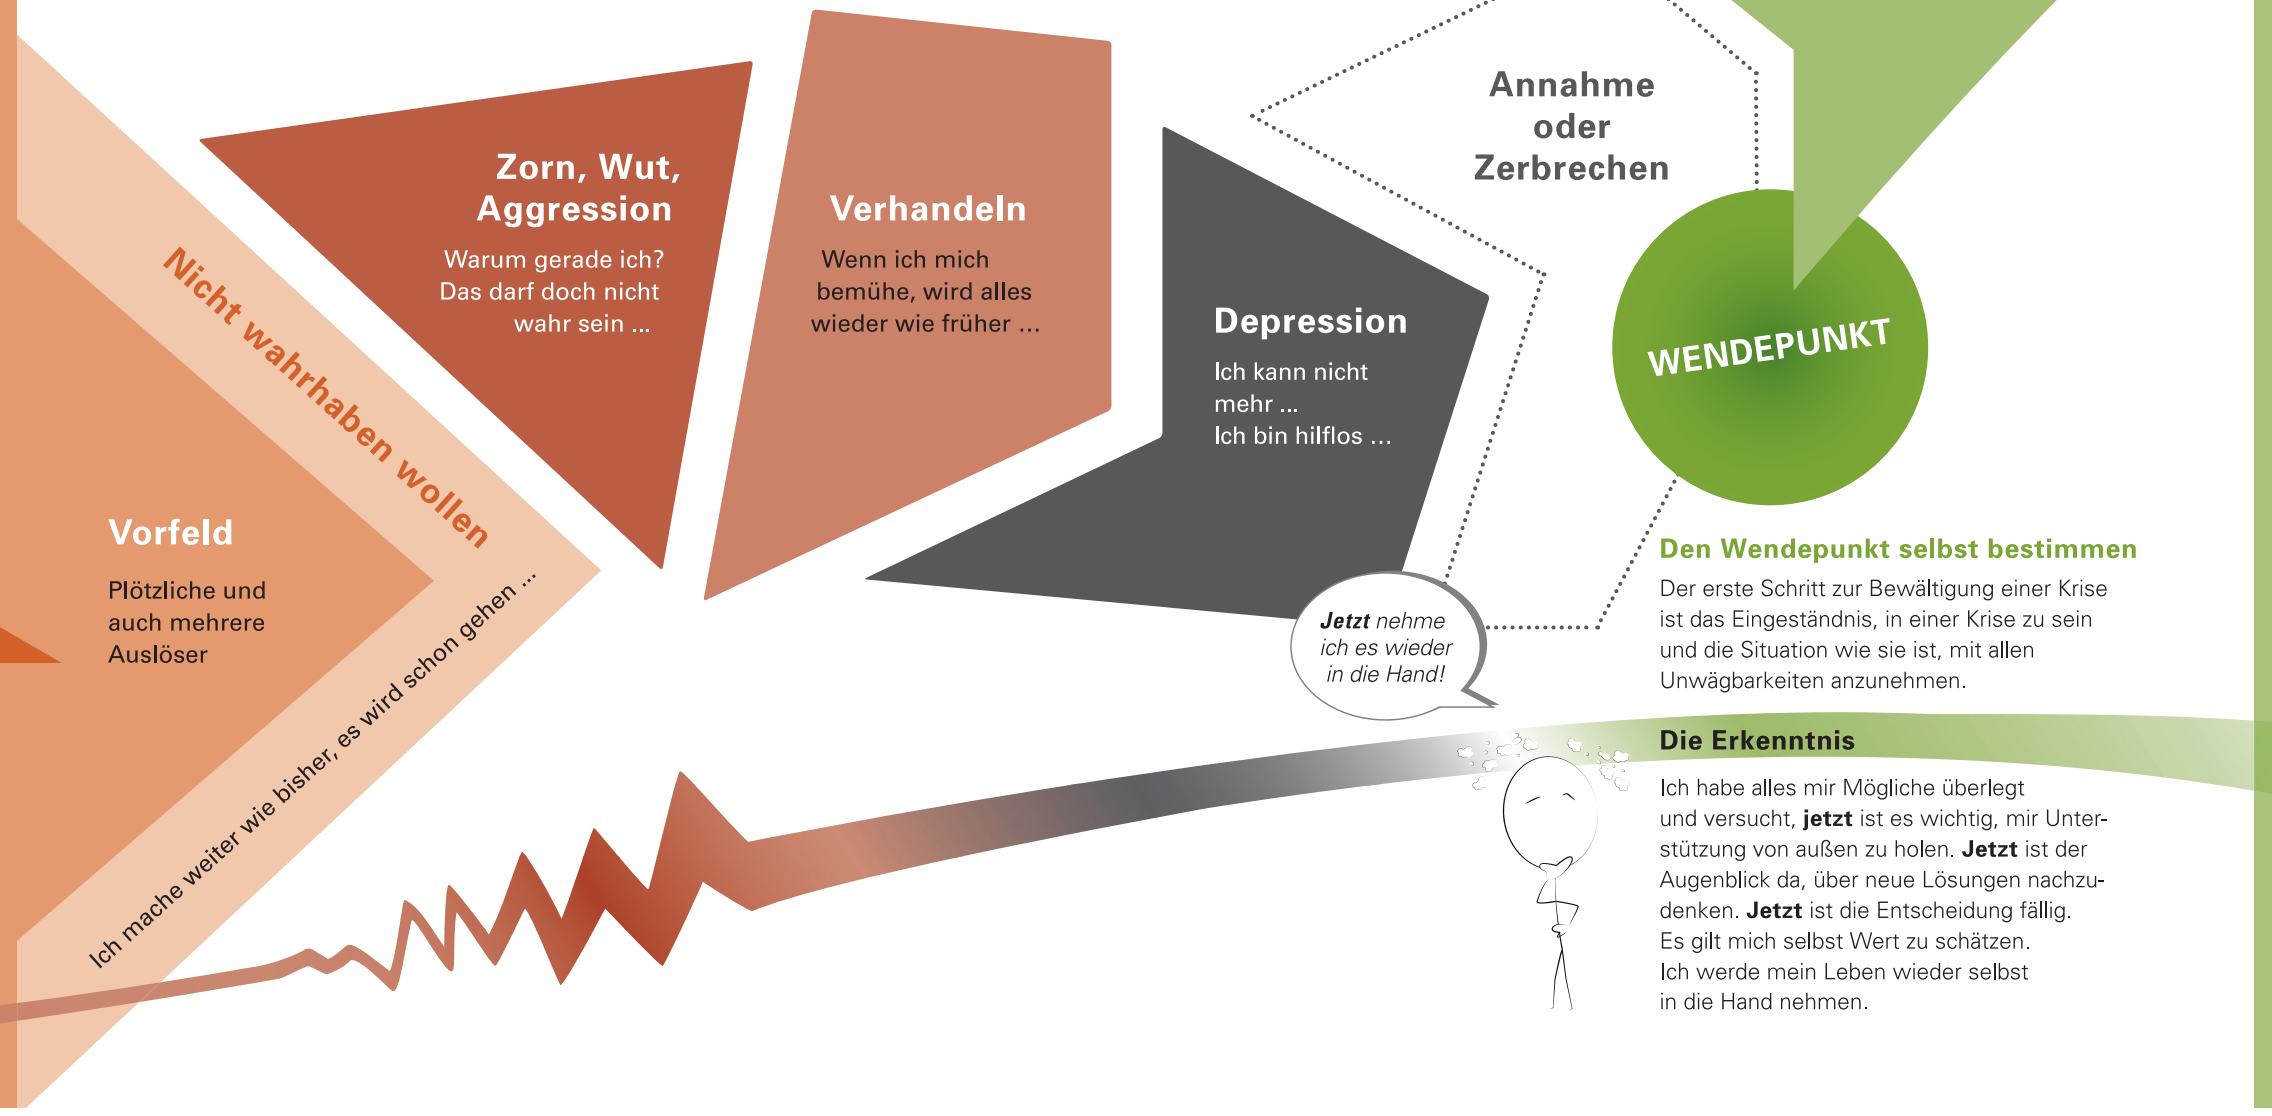 Vorfeld
Plötzliche und
auch mehrere
Auslöser
Nicht wahrhaben wollen
Ich mache weiter wie bisher, es wird schon gehen ...
Zorn, Wut,
Aggression
Warum gerade ich?
Das darf doch nicht
wahr sein ...
Verhandeln
Wenn ich mich
bemühe, wird alles
wieder wie früher …
Depression
Ich kann nicht
mehr ...
Ich bin hilflos …
Annahme
oder
Zerbrechen
WENDEPUNKT
Jetzt nehme
ich es wieder
in die Hand!
Den Wendepunkt selbst bestimmen
Der erste Schritt zur Bewältigung einer Krise
ist das Eingeständnis, in einer Krise zu sein
und die Situation wie sie ist, mit allen
Unwägbarkeiten anzunehmen.
Die Erkenntnis
Ich habe alles mir Mögliche überlegt
und versucht, jetzt ist es wichtig, mir Unter-
stützung von außen zu holen. Jetzt ist der
Augenblick da, über neue Lösungen nachzu-
denken. Jetzt ist die Entscheidung fällig.
Es gilt mich selbst Wert zu schätzen.
Ich werde mein Leben wieder selbst
in die Hand nehmen.